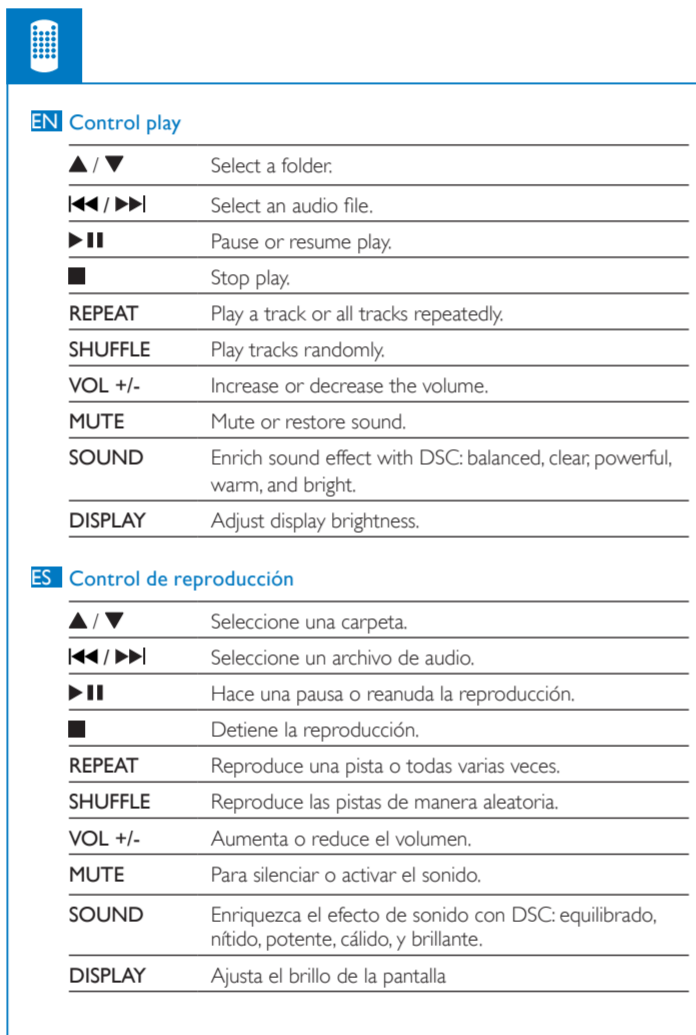 EN Control play
▲ / ▼ Select a folder.
|◀◀ / ▶▶| Select an audio file.
▶❚❚ Pause or resume play.
■ Stop play.
REPEAT Play a track or all tracks repeatedly.
SHUFFLE Play tracks randomly.
VOL +/- Increase or decrease the volume.
MUTE Mute or restore sound.
SOUND Enrich sound effect with DSC: balanced, clear, powerful,
warm, and bright.
DISPLAY Adjust display brightness.
ES Control de reproducción
▲ / ▼ Seleccione una carpeta.
|◀◀ / ▶▶| Seleccione un archivo de audio.
▶❚❚ Hace una pausa o reanuda la reproducción.
■ Detiene la reproducción.
REPEAT Reproduce una pista o todas varias veces.
SHUFFLE Reproduce las pistas de manera aleatoria.
VOL +/- Aumenta o reduce el volumen.
MUTE Para silenciar o activar el sonido.
SOUND Enriquezca el efecto de sonido con DSC: equilibrado,
nítido, potente, cálido, y brillante.
DISPLAY Ajusta el brillo de la pantalla